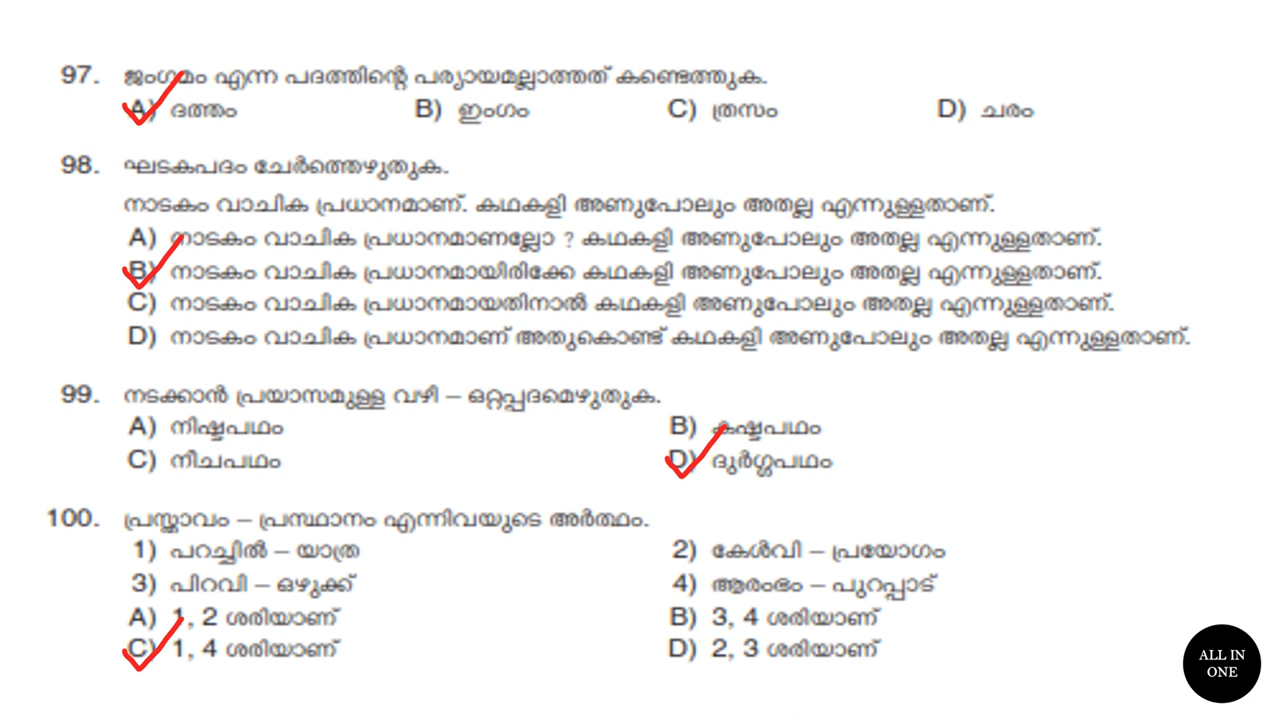 97. ജംഗമം എന്ന പദത്തിന്റെ പര്യായമല്ലാത്തത് കണ്ടെത്തുക.
A) ദത്തം B) ഇംഗം C) ത്രസം D) ചരം
98. ഘടകപദം ചേർത്തെഴുതുക.
നാടകം വാചിക പ്രധാനമാണ്. കഥകളി അണുപോലും അതല്ല എന്നുള്ളതാണ്.
A) നാടകം വാചിക പ്രധാനമാണല്ലോ ? കഥകളി അണുപോലും അതല്ല എന്നുള്ളതാണ്.
B) നാടകം വാചിക പ്രധാനമായിരിക്കേ കഥകളി അണുപോലും അതല്ല എന്നുള്ളതാണ്.
C) നാടകം വാചിക പ്രധാനമായതിനാൽ കഥകളി അണുപോലും അതല്ല എന്നുള്ളതാണ്.
D) നാടകം വാചിക പ്രധാനമാണ് അതുകൊണ്ട് കഥകളി അണുപോലും അതല്ല എന്നുള്ളതാണ്.
99. നടക്കാൻ പ്രയാസമുള്ള വഴി – ഒറ്റപ്പദമെഴുതുക.
A) നിഷ്ഠപഥം B) കഷ്ടപഥം
C) നീചപഥം D) ദുർഗ്ഗപഥം
100. പ്രസ്താവം – പ്രസ്ഥാനം എന്നിവയുടെ അർത്ഥം.
1) പറച്ചിൽ – യാത്ര 2) കേൾവി – പ്രയോഗം
3) പിറവി – ഒഴുക്ക് 4) ആരംഭം – പുറപ്പാട്
A) 1, 2 ശരിയാണ് B) 3, 4 ശരിയാണ്
C) 1, 4 ശരിയാണ് D) 2, 3 ശരിയാണ്
ALL IN
ONE